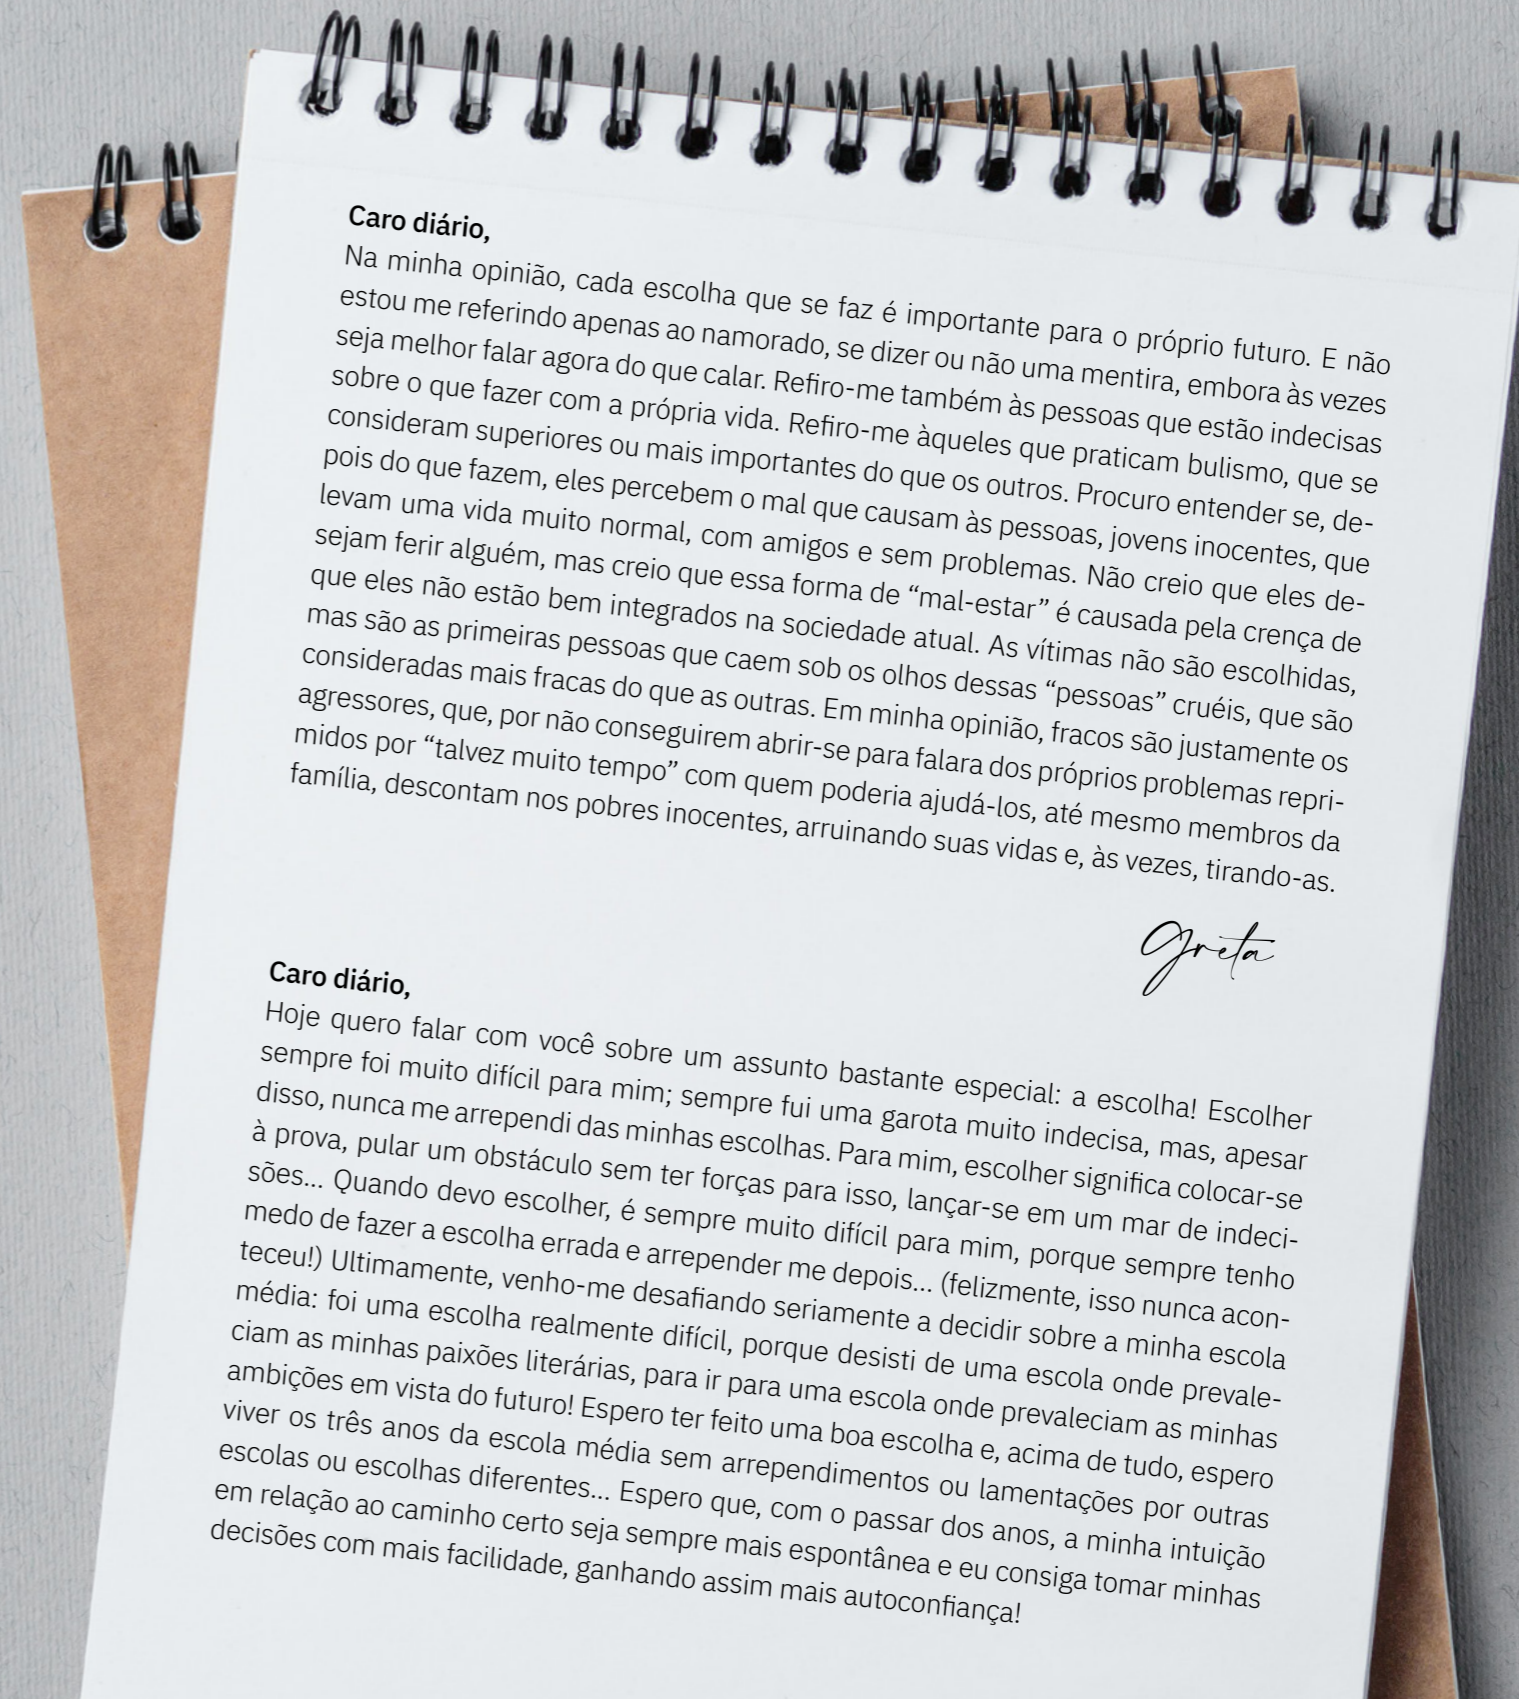 Caro diário,
Na minha opinião, cada escolha que se faz é importante para o próprio futuro. E não
estou me referindo apenas ao namorado, se dizer ou não uma mentira, embora às vezes
seja melhor falar agora do que calar. Refiro-me também às pessoas que estão indecisas
sobre o que fazer com a própria vida. Refiro-me àqueles que praticam bulismo, que se
consideram superiores ou mais importantes do que os outros. Procuro entender se, de-
pois do que fazem, eles percebem o mal que causam às pessoas, jovens inocentes, que
levam uma vida muito normal, com amigos e sem problemas. Não creio que eles de-
sejam ferir alguém, mas creio que essa forma de “mal-estar” é causada pela crença de
que eles não estão bem integrados na sociedade atual. As vítimas não são escolhidas,
mas são as primeiras pessoas que caem sob os olhos dessas “pessoas” cruéis, que são
consideradas mais fracas do que as outras. Em minha opinião, fracos são justamente os
agressores, que, por não conseguirem abrir-se para falara dos próprios problemas repri-
midos por “talvez muito tempo” com quem poderia ajudá-los, até mesmo membros da
família, descontam nos pobres inocentes, arruinando suas vidas e, às vezes, tirando-as.
Greta
Caro diário,
Hoje quero falar com você sobre um assunto bastante especial: a escolha! Escolher
sempre foi muito difícil para mim; sempre fui uma garota muito indecisa, mas, apesar
disso, nunca me arrependi das minhas escolhas. Para mim, escolher significa colocar-se
à prova, pular um obstáculo sem ter forças para isso, lançar-se em um mar de indeci-
sões... Quando devo escolher, é sempre muito difícil para mim, porque sempre tenho
medo de fazer a escolha errada e arrepender me depois... (felizmente, isso nunca acon-
teceu!) Ultimamente, venho-me desafiando seriamente a decidir sobre a minha escola
média: foi uma escolha realmente difícil, porque desisti de uma escola onde prevale-
ciam as minhas paixões literárias, para ir para uma escola onde prevaleciam as minhas
ambições em vista do futuro! Espero ter feito uma boa escolha e, acima de tudo, espero
viver os três anos da escola média sem arrependimentos ou lamentações por outras
escolas ou escolhas diferentes... Espero que, com o passar dos anos, a minha intuição
em relação ao caminho certo seja sempre mais espontânea e eu consiga tomar minhas
decisões com mais facilidade, ganhando assim mais autoconfiança!